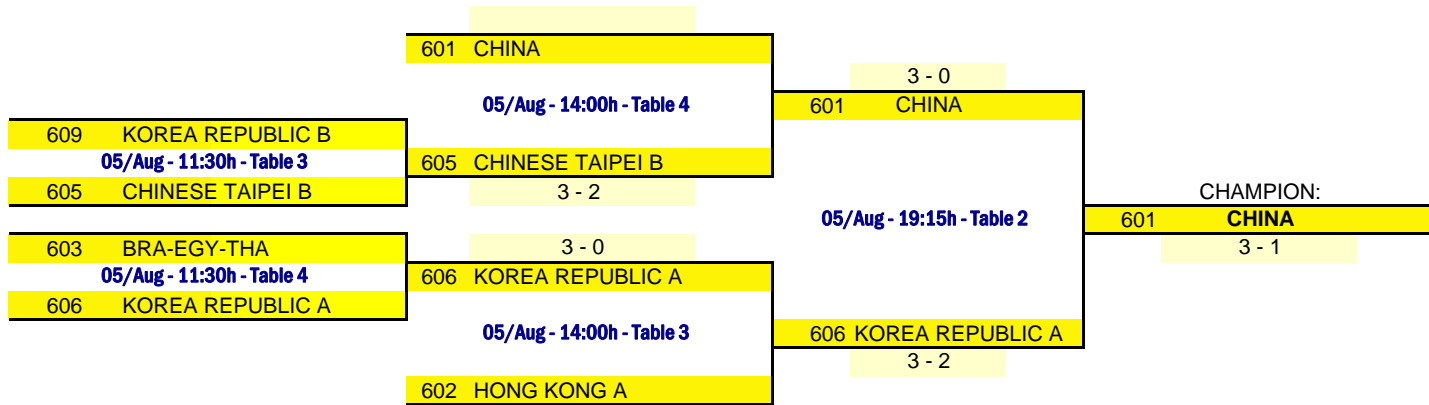 601 CHINA
3 - 0
05/Aug - 14:00h - Table 4
601 CHINA
609 KOREA REPUBLIC B
05/Aug - 11:30h - Table 3
605 CHINESE TAIPEI B
605 CHINESE TAIPEI B
3 - 2
CHAMPION:
05/Aug - 19:15h - Table 2
601 CHINA
3 - 1
603 BRA-EGY-THA
3 - 0
05/Aug - 11:30h - Table 4
606 KOREA REPUBLIC A
606 KOREA REPUBLIC A
05/Aug - 14:00h - Table 3
606 KOREA REPUBLIC A
3 - 2
602 HONG KONG A